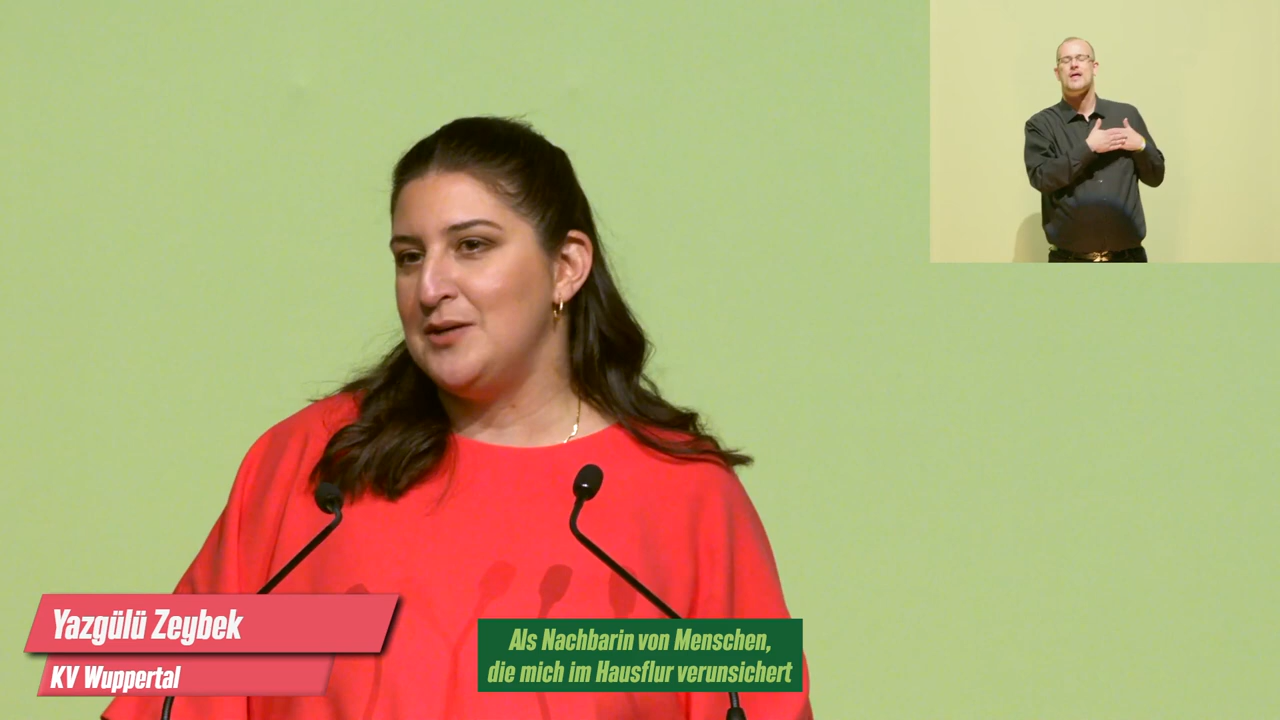 Yazgülü Zeybek
KV Wuppertal
Als Nachbarin von Menschen,
die mich im Hausflur verunsichert